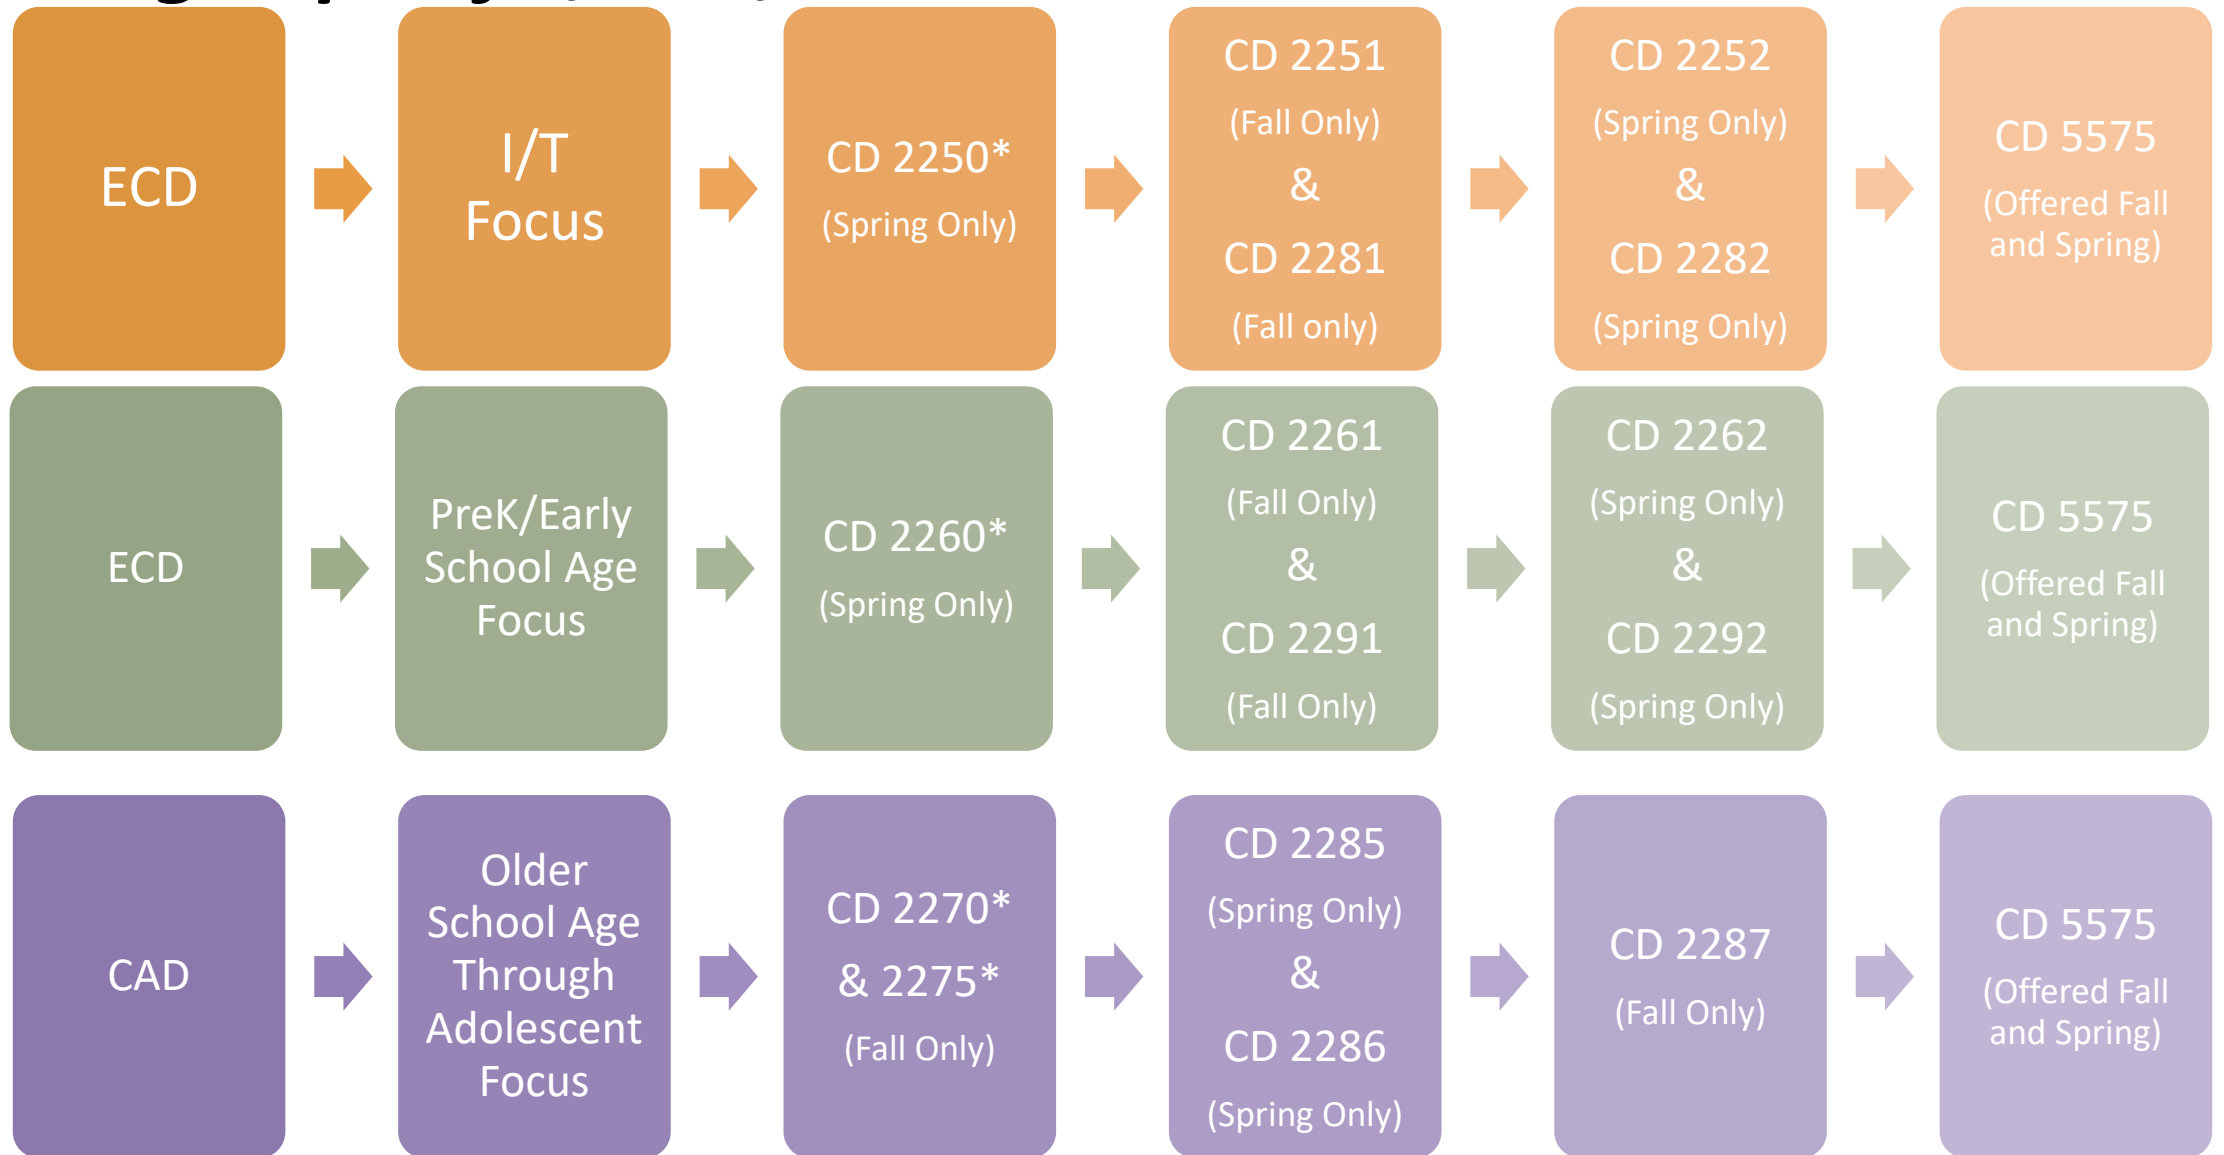 ECD
I/T
Focus
CD 2250*
(Spring Only)
CD 2251
(Fall Only)
&
CD 2281
(Fall only)
CD 2252
(Spring Only)
&
CD 2282
(Spring Only)
CD 5575
(Offered Fall
and Spring)
ECD
PreK/Early
School Age
Focus
CD 2260*
(Spring Only)
CD 2261
(Fall Only)
&
CD 2291
(Fall Only)
CD 2262
(Spring Only)
&
CD 2292
(Spring Only)
CD 5575
(Offered Fall
and Spring)
CAD
Older
School Age
Through
Adolescent
Focus
CD 2270*
& 2275*
(Fall Only)
CD 2285
(Spring Only)
&
CD 2286
(Spring Only)
CD 2287
(Fall Only)
CD 5575
(Offered Fall
and Spring)